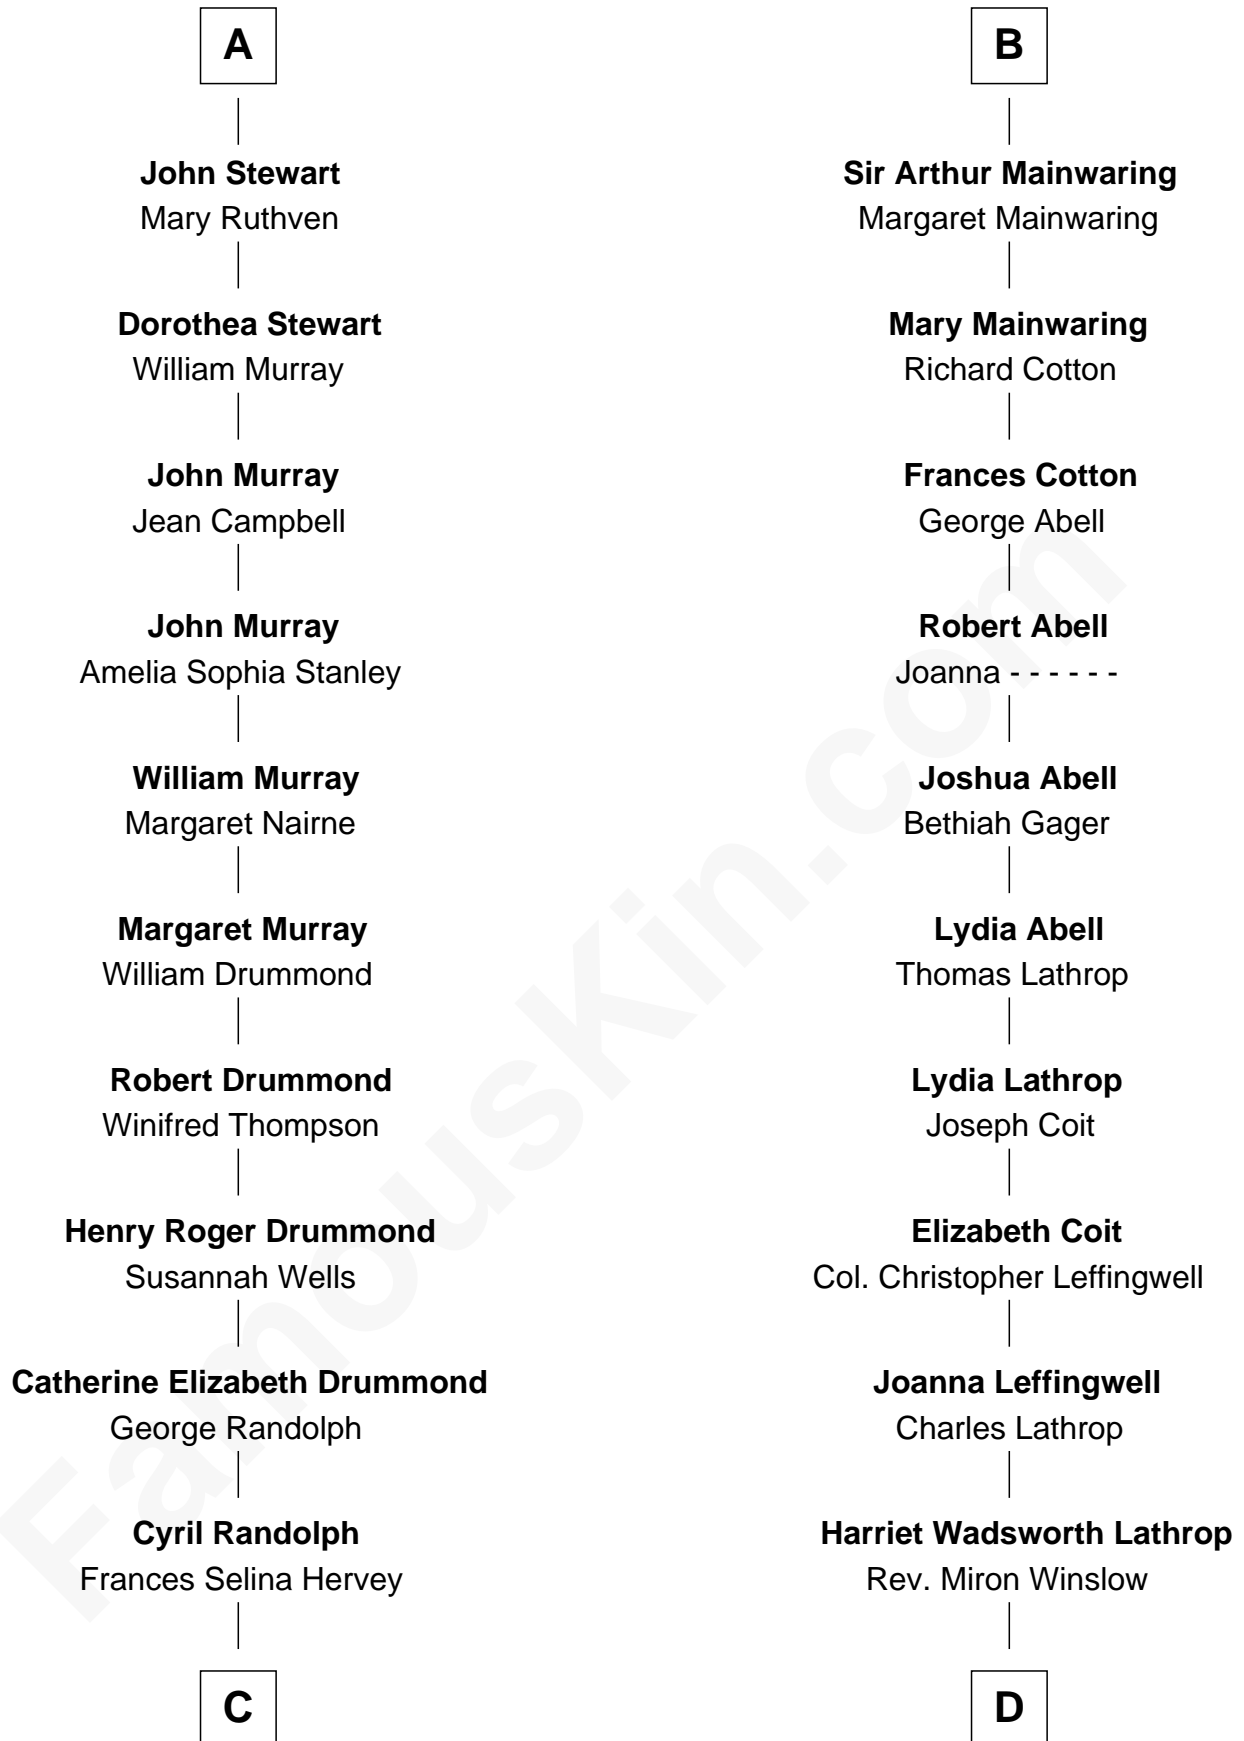 A
John Stewart
Mary Ruthven
Dorothea Stewart
William Murray
John Murray
Jean Campbell
John Murray
Amelia Sophia Stanley
William Murray
Margaret Nairne
Margaret Murray
William Drummond
Robert Drummond
Winifred Thompson
Henry Roger Drummond
Susannah Wells
Catherine Elizabeth Drummond
George Randolph
Cyril Randolph
Frances Selina Hervey
C
B
Sir Arthur Mainwaring
Margaret Mainwaring
Mary Mainwaring
Richard Cotton
Frances Cotton
George Abell
Robert Abell
Joanna - - - - - -
Joshua Abell
Bethiah Gager
Lydia Abell
Thomas Lathrop
Lydia Lathrop
Joseph Coit
Elizabeth Coit
Col. Christopher Leffingwell
Joanna Leffingwell
Charles Lathrop
Harriet Wadsworth Lathrop
Rev. Miron Winslow
D
FamousKin.com